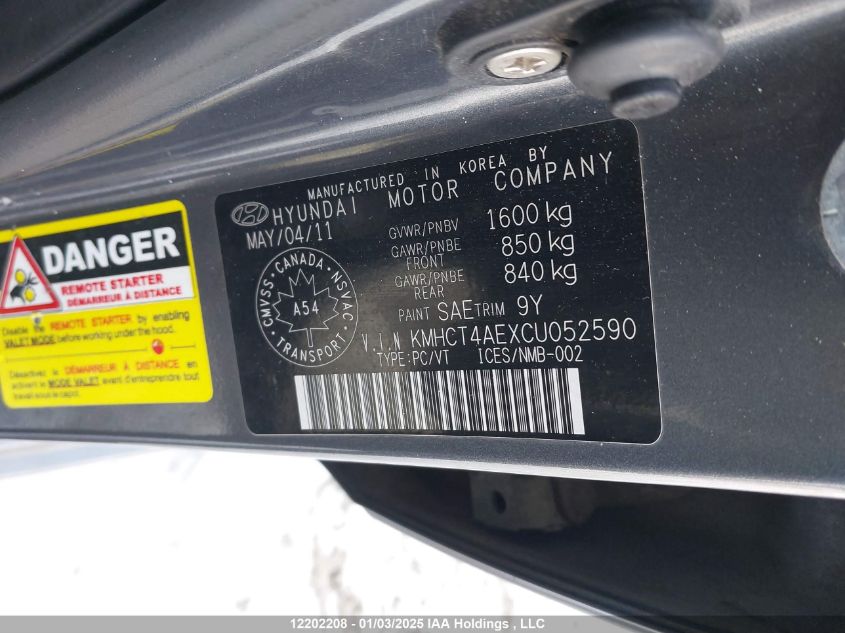 MANUFACTURED IN KOREA BY
HYUNDAI MOTOR COMPANY
MAY/04/11
GVWR/PNBV 1600 kg
GAWR/PNBE FRONT 850 kg
GAWR/PNBE REAR 840 kg
PAINT SAE TRIM 9Y
V.I.N KMHCT4AEXCU052590
TYPE:PC/VT ICES/NMB-002
CMVSS · CANADA · NSVAC
A54
· TRANSPORT ·
DANGER
REMOTE STARTER
DÉMARREUR À DISTANCE
Disable the REMOTE STARTER by enabling
VALET MODE before working under the hood.
Désactiver le DÉMARREUR À DISTANCE en
activant le MODE VALET avant d'entreprendre tout
travail sous le capot.
12202208 - 01/03/2025 IAA Holdings , LLC